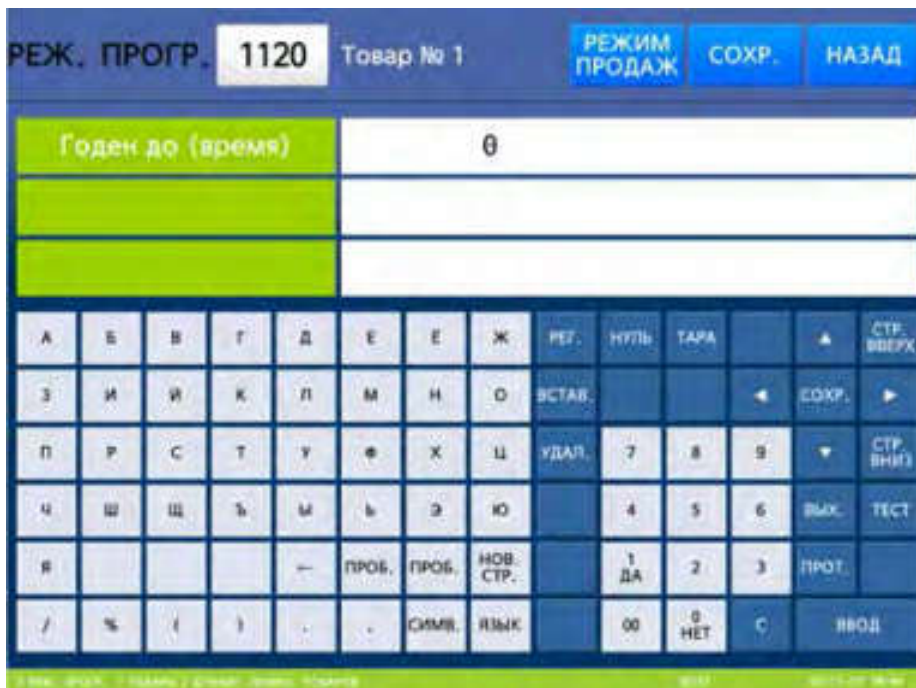 РЕЖ. ПРОГР. 1120 Товар № 1 РЕЖИМ ПРОДАЖ СОХР. НАЗАД
Годен до (время) 0
А Б В Г Д Е Ё Ж РЕГ. НУЛЬ ТАРА ▲ СТР. ВВЕРХ
З И Й К Л М Н О ВСТАВ. ◄ СОХР. ►
П Р С Т У Ф Х Ц УДАЛ. 7 8 9 ▼ СТР. ВНИЗ
Ч Ш Щ Ъ Ы Ь Э Ю 4 5 6 ВЫХ. ТЕСТ
Я ← ПРОБ. ПРОБ. НОВ. СТР. 1 ДА 2 3 ПРОТ.
/ % ( ) . СИМВ. ЯЗЫК 00 0 НЕТ С ВВОД